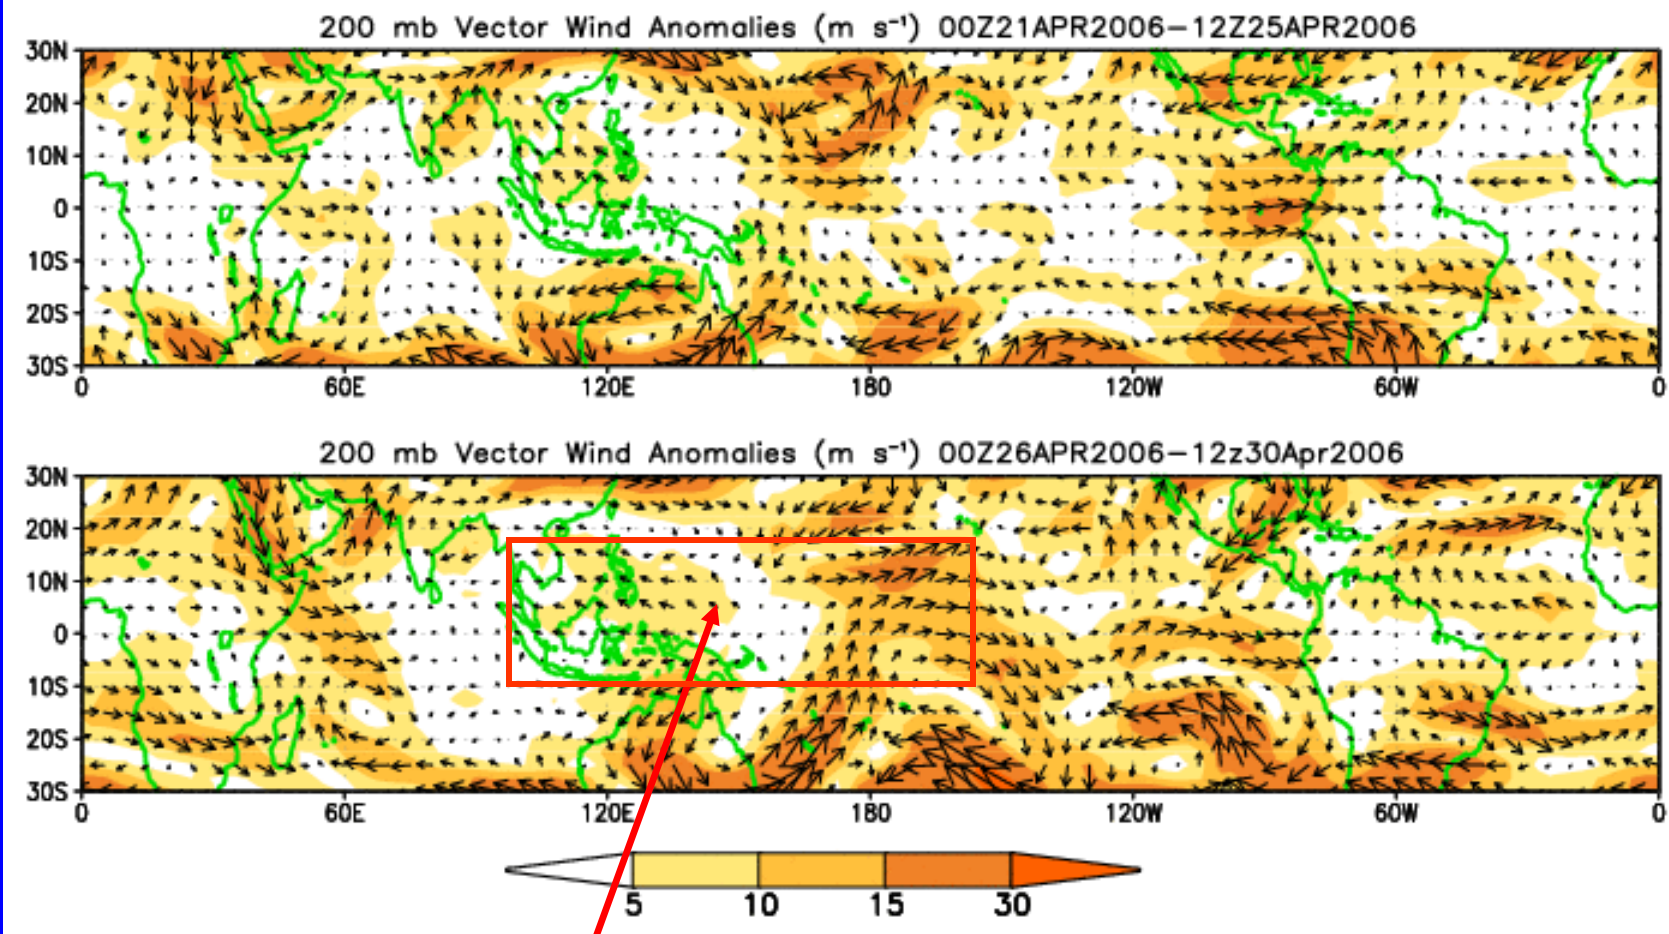 200 mb Vector Wind Anomalies (m s⁻¹) 00Z21APR2006–12Z25APR2006
30N
20N
10N
0
10S
20S
30S
0 60E 120E 180 120W 60W 0
200 mb Vector Wind Anomalies (m s⁻¹) 00Z26APR2006–12z30Apr2006
30N
20N
10N
0
10S
20S
30S
0 60E 120E 180 120W 60W 0
5 10 15 30